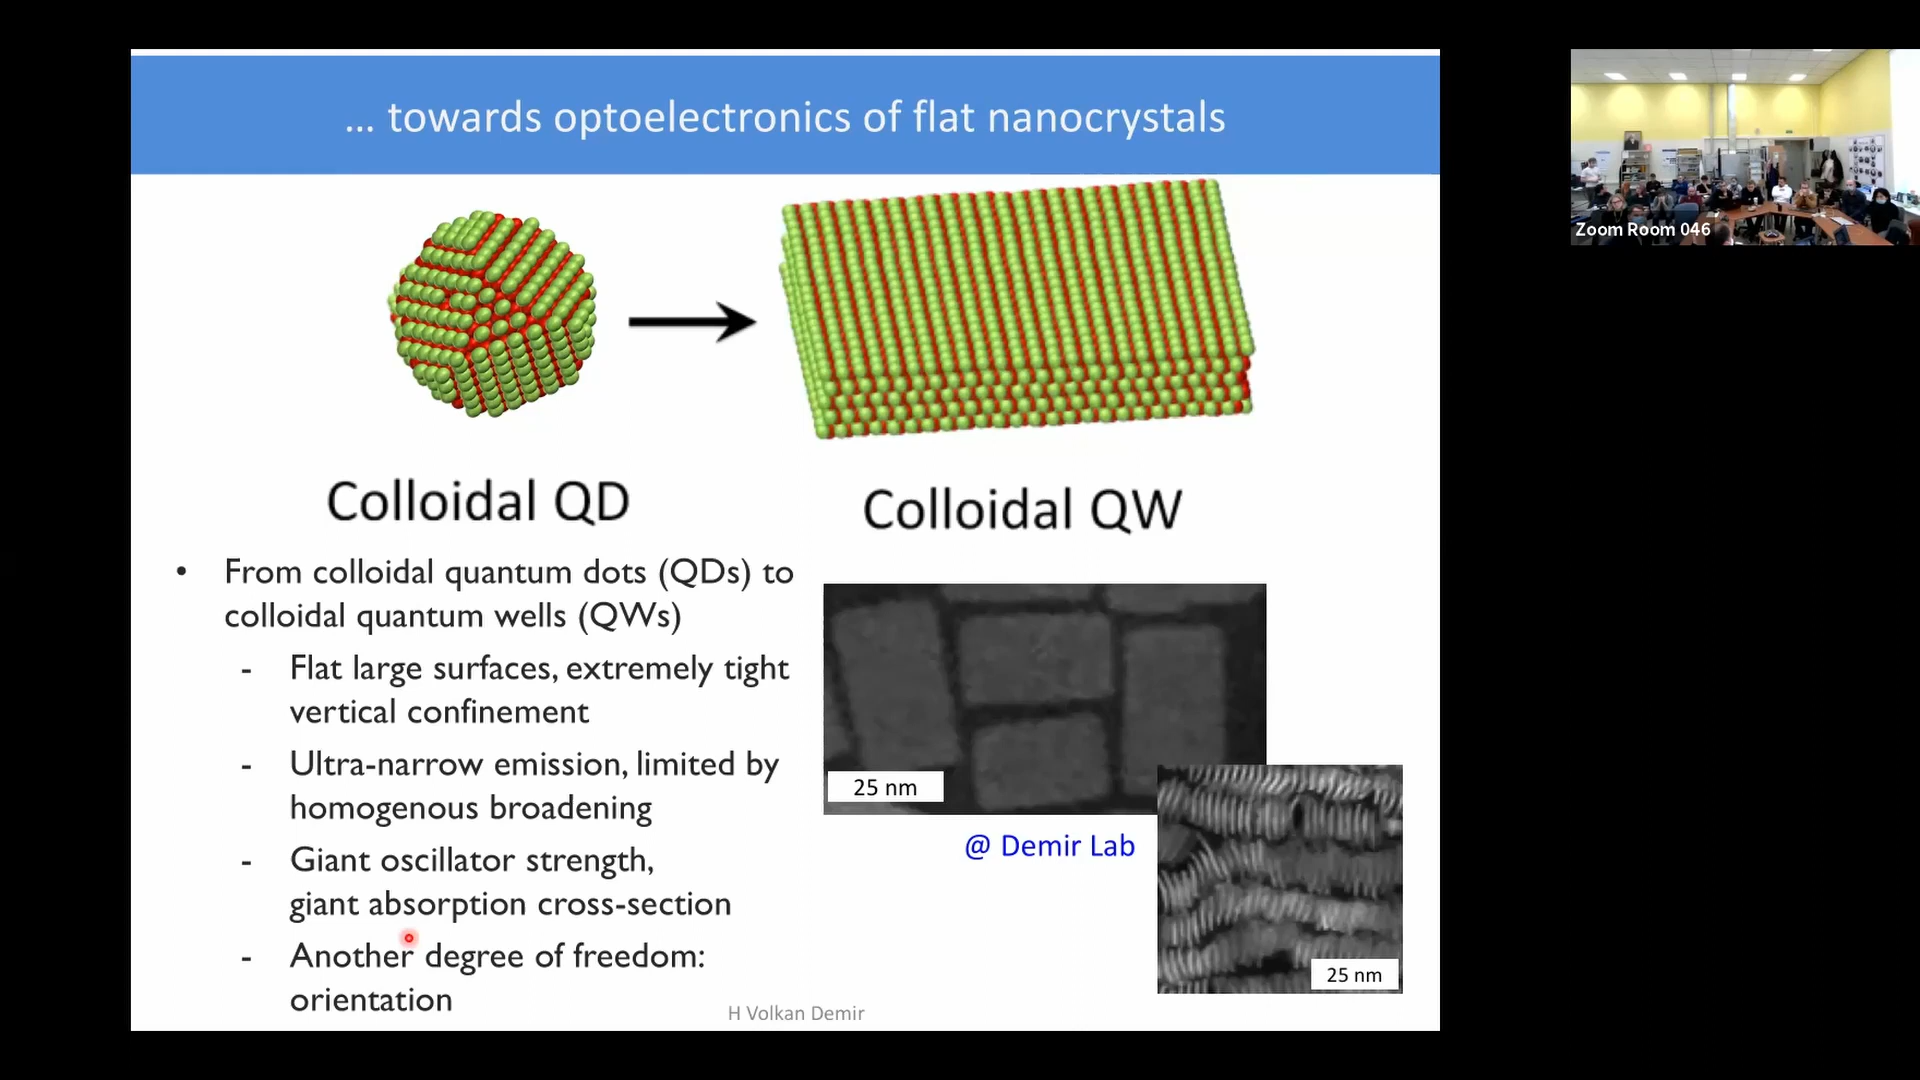 ... towards optoelectronics of flat nanocrystals
Zoom Room 046
Colloidal QD
Colloidal QW
• From colloidal quantum dots (QDs) to
colloidal quantum wells (QWs)
- Flat large surfaces, extremely tight
vertical confinement
- Ultra-narrow emission, limited by
homogenous broadening
- Giant oscillator strength,
giant absorption cross-section
- Another degree of freedom:
orientation
25 nm
@ Demir Lab
25 nm
H Volkan Demir